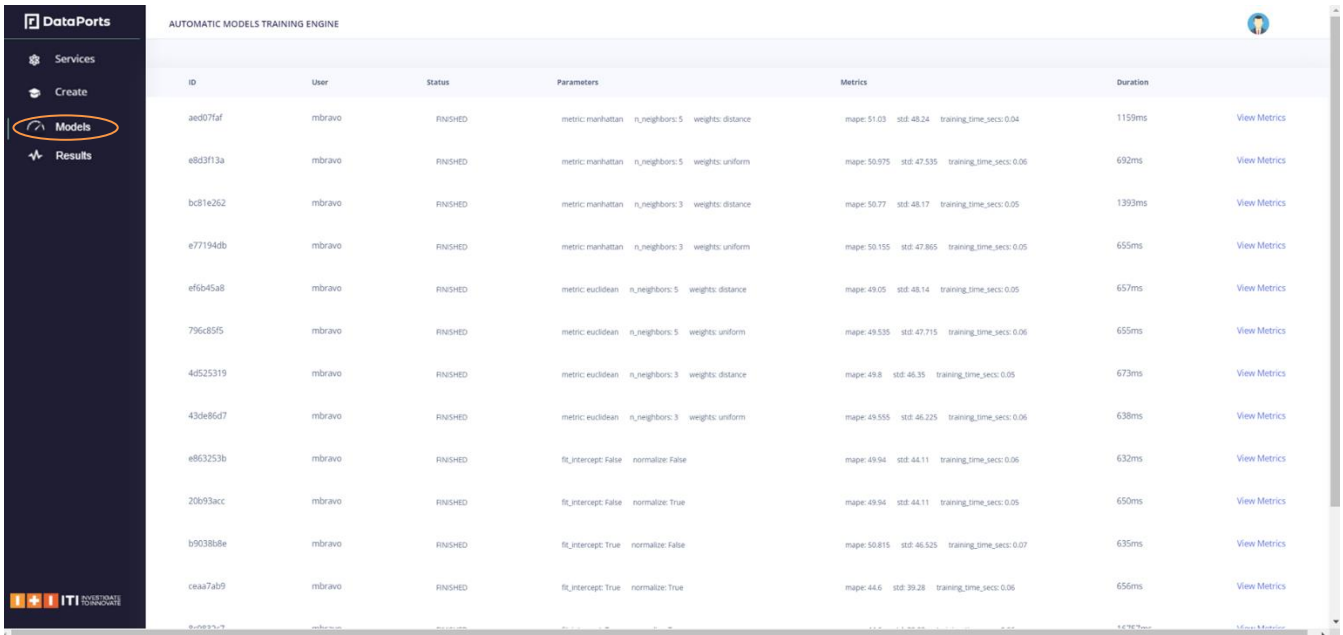 DataPorts
AUTOMATIC MODELS TRAINING ENGINE
Services
Create
Models
Results
ID User Status Parameters Metrics Duration
aed07faf mbravo FINISHED metric: manhattan n_neighbors: 5 weights: distance mape: 51.03 std: 48.24 training_time_secs: 0.04 1159ms View Metrics
e8d3f13a mbravo FINISHED metric: manhattan n_neighbors: 5 weights: uniform mape: 50.975 std: 47.535 training_time_secs: 0.06 692ms View Metrics
bc81e262 mbravo FINISHED metric: manhattan n_neighbors: 3 weights: distance mape: 50.77 std: 48.17 training_time_secs: 0.05 1393ms View Metrics
e77194db mbravo FINISHED metric: manhattan n_neighbors: 3 weights: uniform mape: 50.155 std: 47.865 training_time_secs: 0.05 655ms View Metrics
ef6b45a8 mbravo FINISHED metric: euclidean n_neighbors: 5 weights: distance mape: 49.05 std: 48.14 training_time_secs: 0.05 657ms View Metrics
796c85f5 mbravo FINISHED metric: euclidean n_neighbors: 5 weights: uniform mape: 49.535 std: 47.715 training_time_secs: 0.06 655ms View Metrics
4d525319 mbravo FINISHED metric: euclidean n_neighbors: 3 weights: distance mape: 49.8 std: 46.35 training_time_secs: 0.05 673ms View Metrics
43de86d7 mbravo FINISHED metric: euclidean n_neighbors: 3 weights: uniform mape: 49.555 std: 46.225 training_time_secs: 0.06 638ms View Metrics
e863253b mbravo FINISHED fit_intercept: False normalize: False mape: 49.94 std: 44.11 training_time_secs: 0.06 632ms View Metrics
20b93acc mbravo FINISHED fit_intercept: False normalize: True mape: 49.94 std: 44.11 training_time_secs: 0.05 650ms View Metrics
b9038b8e mbravo FINISHED fit_intercept: True normalize: False mape: 50.815 std: 46.525 training_time_secs: 0.07 635ms View Metrics
ceaa7ab9 mbravo FINISHED fit_intercept: True normalize: True mape: 44.6 std: 39.28 training_time_secs: 0.06 656ms View Metrics
mbravo View Metrics
ITI INVESTIGATE TO INNOVATE